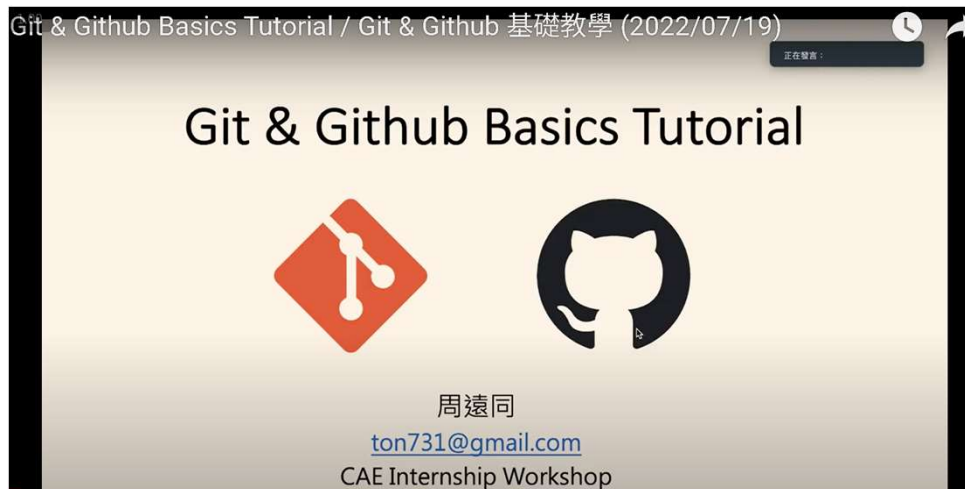 Git & Github Basics Tutorial / Git & Github 基礎教學 (2022/07/19)
正在發言：
Git & Github Basics Tutorial
周遠同
ton731@gmail.com
CAE Internship Workshop